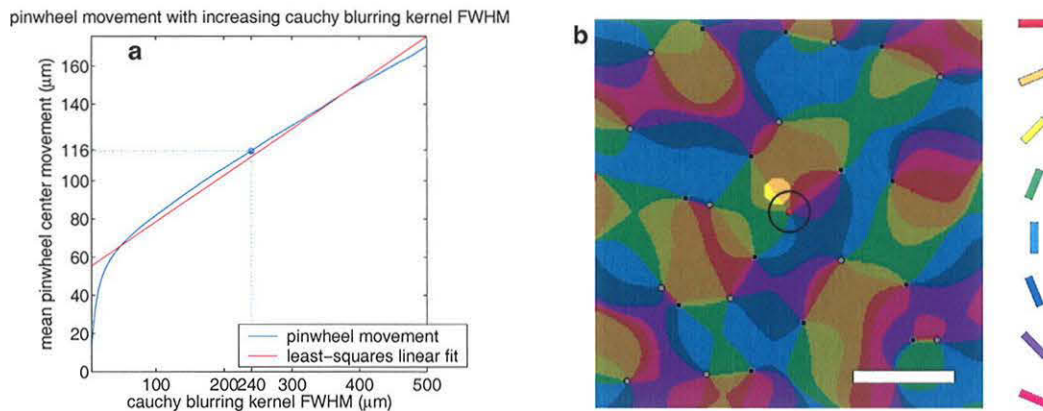 pinwheel movement with increasing cauchy blurring kernel FWHM
a
mean pinwheel center movement (μm)
160
140
116
100
80
60
40
20
0
pinwheel movement
least-squares linear fit
100
200
240
300
400
500
cauchy blurring kernel FWHM (μm)
b